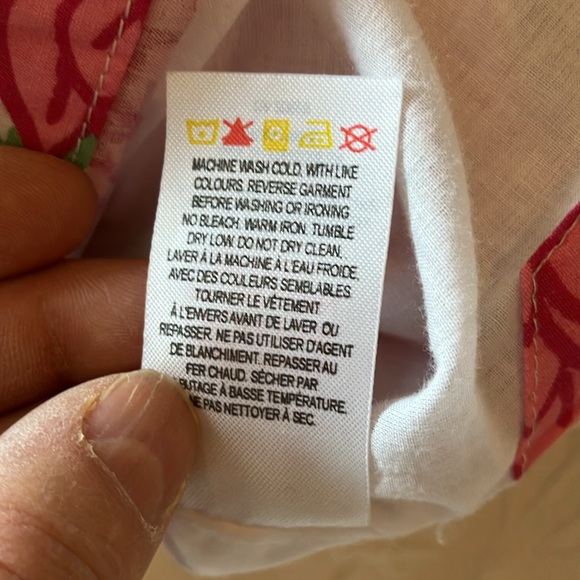 MACHINE WASH COLD. WITH LIKE
COLOURS. REVERSE GARMENT
BEFORE WASHING OR IRONING
NO BLEACH. WARM IRON. TUMBLE
DRY LOW. DO NOT DRY CLEAN.
LAVER À LA MACHINE À L'EAU FROIDE.
AVEC DES COULEURS SEMBLABLES.
TOURNER LE VÊTEMENT
À L'ENVERS AVANT DE LAVER OU
REPASSER. NE PAS UTILISER D'AGENT
DE BLANCHIMENT. REPASSER AU
FER CHAUD. SÉCHER PAR
BUTAGE À BASSE TEMPÉRATURE.
NE PAS NETTOYER À SEC.